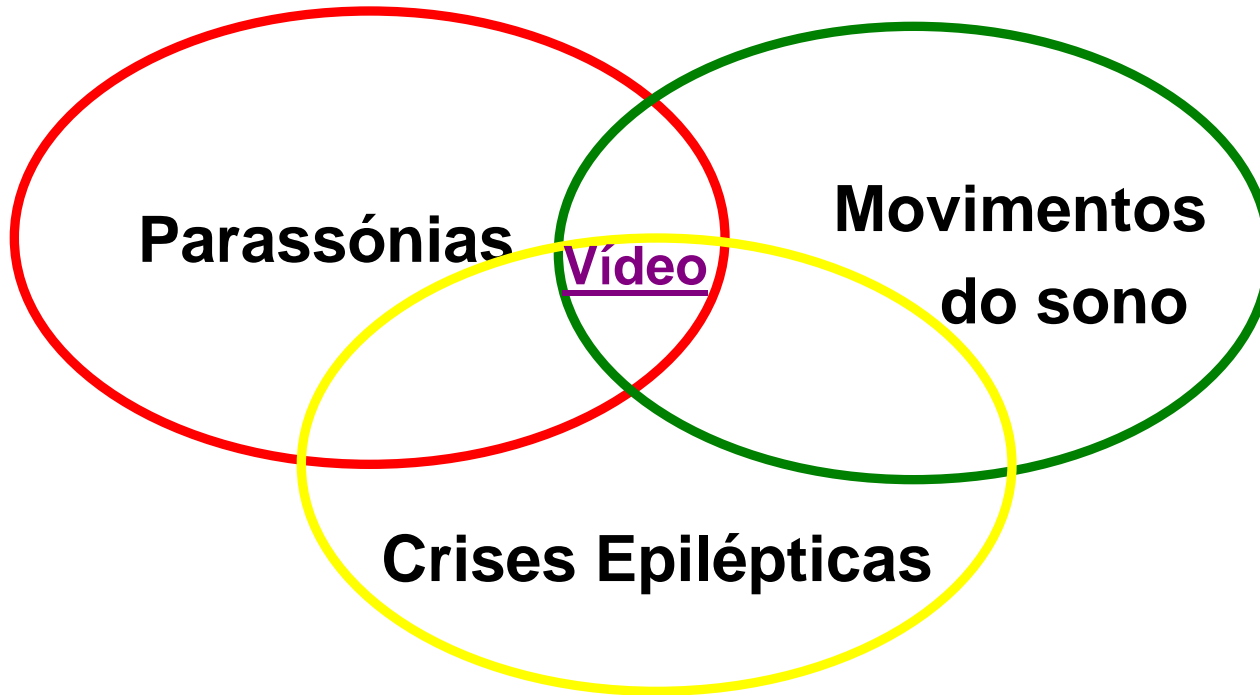 Parassónias
Movimentos
do sono
Vídeo
Crises Epilépticas